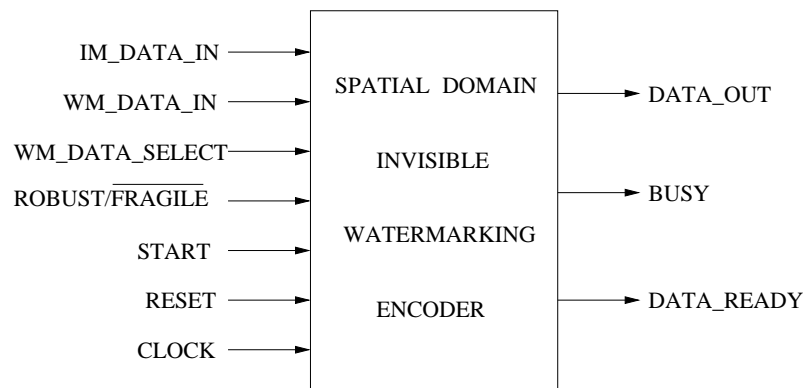 IM_DATA_IN
WM_DATA_IN
WM_DATA_SELECT
ROBUST/FRAGILE
START
RESET
CLOCK
SPATIAL DOMAIN
INVISIBLE
WATERMARKING
ENCODER
DATA_OUT
BUSY
DATA_READY